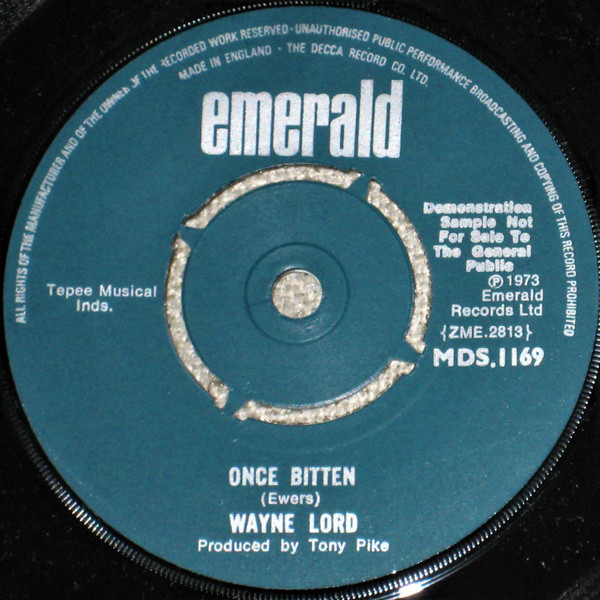 ALL RIGHTS OF THE MANUFACTURER AND OF THE OWNER OF THE RECORDED WORK RESERVED · UNAUTHORISED PUBLIC PERFORMANCE BROADCASTING AND COPYING OF THIS RECORD PROHIBITED
MADE IN ENGLAND · THE DECCA RECORD CO. LTD.
emerald
Demonstration
Sample Not
For Sale To
The General
Public
Ⓟ 1973
Emerald
Records Ltd
{ZME.2813}
MDS.1169
Tepee Musical
Inds.
ONCE BITTEN
(Ewers)
WAYNE LORD
Produced by Tony Pike